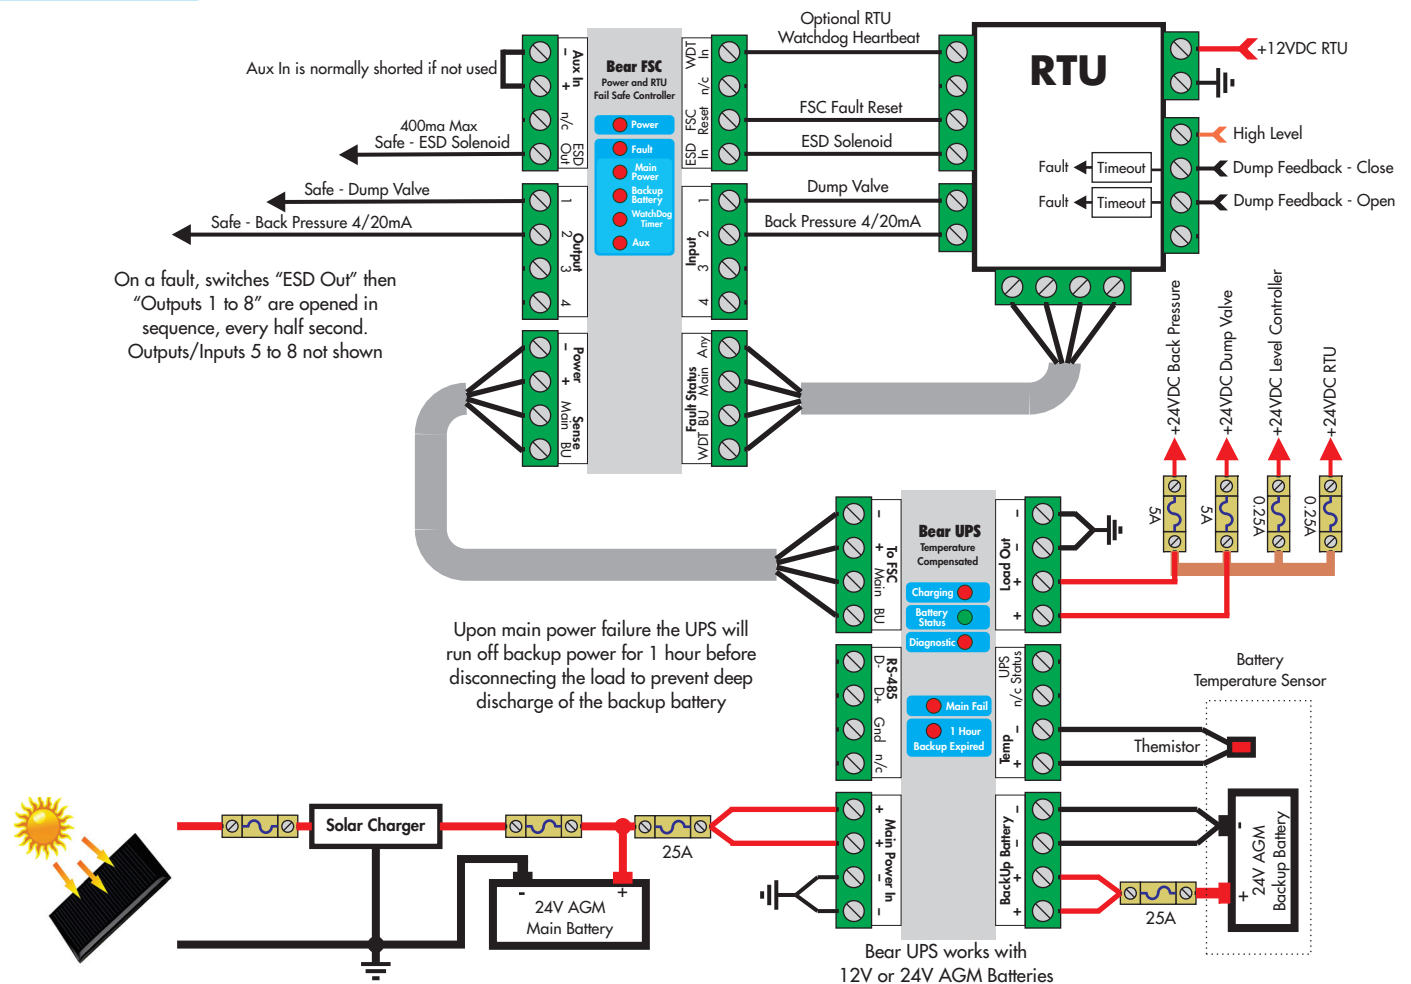 Optional RTU
Watchdog Heartbeat
Aux In is normally shorted if not used
- Aux In +
n/c
ESD Out
Bear FSC
Power and RTU
Fail Safe Controller
Power
Fault
Main
Power
Backup
Battery
WatchDog
Timer
Aux
WDT In
n/c
FSC Reset
ESD In
FSC Fault Reset
ESD Solenoid
RTU
+12VDC RTU
High Level
Fault
Timeout
Dump Feedback - Close
Fault
Timeout
Dump Feedback - Open
400ma Max
Safe - ESD Solenoid
Safe - Dump Valve
Safe - Back Pressure 4/20mA
1
2
3
4
Output
Input
1
2
3
4
Dump Valve
Back Pressure 4/20mA
On a fault, switches “ESD Out” then
“Outputs 1 to 8” are opened in
sequence, every half second.
Outputs/Inputs 5 to 8 not shown
- Power +
Main Sense BU
Fault Status
Any
Main
BU
WDT
+24VDC Back Pressure
+24VDC Dump Valve
+24VDC Level Controller
+24VDC RTU
5A
5A
0.25A
0.25A
Bear UPS
Temperature
Compensated
Charging
Battery
Status
Diagnostic
Main Fail
1 Hour
Backup Expired
-
+
Main
BU
To FSC
-
-
+
+
Load Out
D-
D+
Gnd
n/c
RS-485
UPS
n/c Status
- Temp +
Upon main power failure the UPS will
run off backup power for 1 hour before
disconnecting the load to prevent deep
discharge of the backup battery
Battery
Temperature Sensor
Themistor
Solar Charger
25A
- +
24V AGM
Main Battery
+
+
-
-
Main Power In
-
-
+
+
BackUp Battery
25A
- +
24V AGM
Backup Battery
Bear UPS works with
12V or 24V AGM Batteries